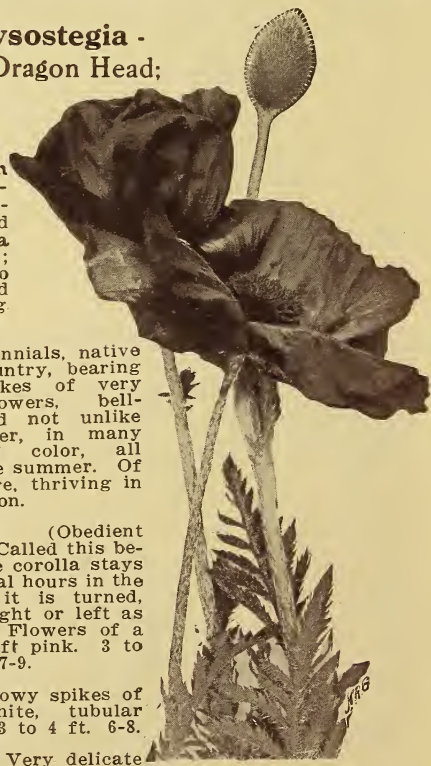 ysostegia -
Dragon Head;
n
-
-
d
a
;
o
d
g
nnials, native
untry, bearing
kes of very
owers, bell-
d not unlike
er, in many
color, all
e summer. Of
re, thriving in
on.
(Obedient
Called this be-
e corolla stays
al hours in the
it is turned,
ght or left as
Flowers of a
ft pink. 3 to
7-9.
owy spikes of
hite, tubular
3 to 4 ft. 6-8.
Very delicate